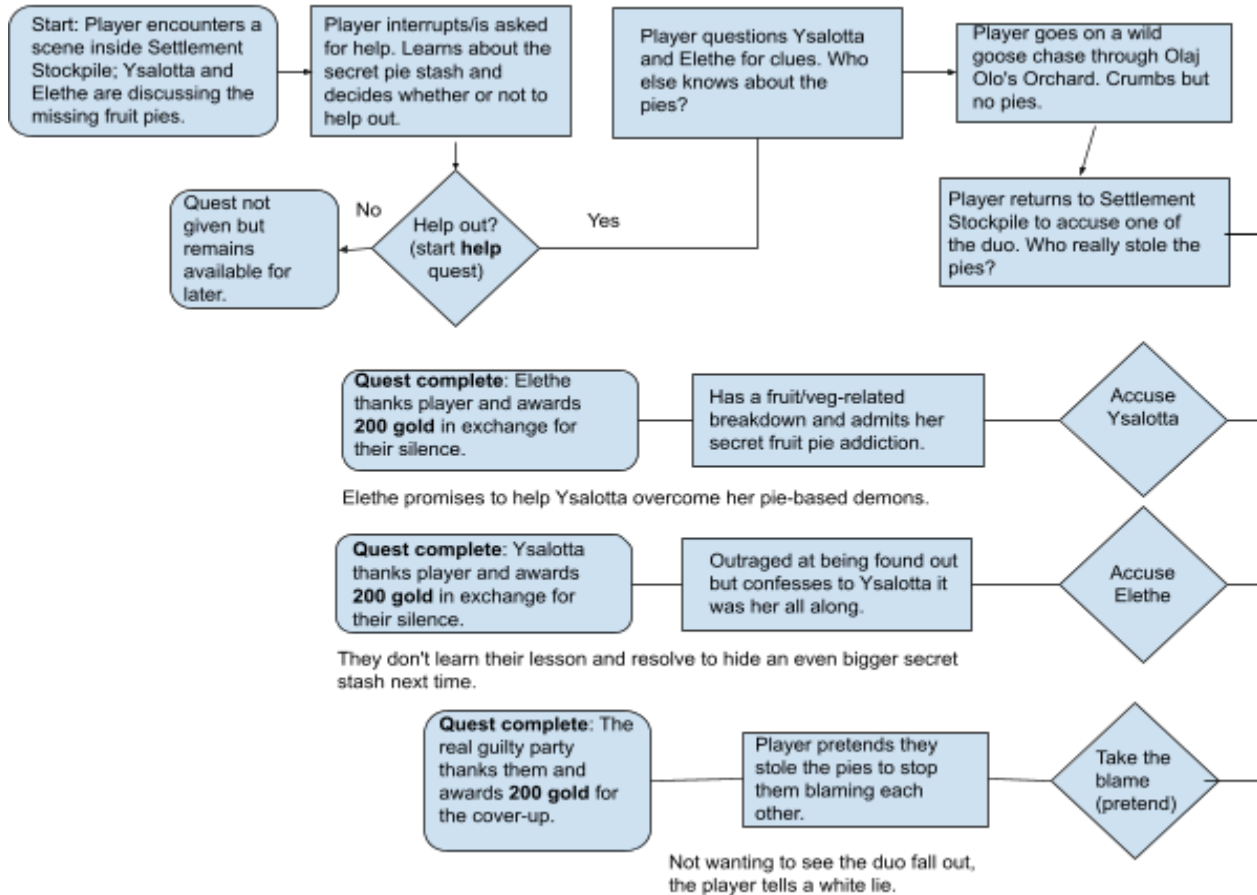 Start: Player encounters a
scene inside Settlement
Stockpile; Ysalotta and
Elethe are discussing the
missing fruit pies.
Player interrupts/is asked
for help. Learns about the
secret pie stash and
decides whether or not to
help out.
Player questions Ysalotta
and Elethe for clues. Who
else knows about the
pies?
Player goes on a wild
goose chase through Olaj
Olo's Orchard. Crumbs but
no pies.
Quest not
given but
remains
available for
later.
No
Help out?
(start help
quest)
Yes
Player returns to Settlement
Stockpile to accuse one of
the duo. Who really stole the
pies?
Quest complete: Elethe
thanks player and awards
200 gold in exchange for
their silence.
Has a fruit/veg-related
breakdown and admits her
secret fruit pie addiction.
Accuse
Ysalotta
Elethe promises to help Ysalotta overcome her pie-based demons.
Quest complete: Ysalotta
thanks player and awards
200 gold in exchange for
their silence.
Outraged at being found out
but confesses to Ysalotta it
was her all along.
Accuse
Elethe
They don't learn their lesson and resolve to hide an even bigger secret
stash next time.
Quest complete: The
real guilty party
thanks them and
awards 200 gold for
the cover-up.
Player pretends they
stole the pies to stop
them blaming each
other.
Take the
blame
(pretend)
Not wanting to see the duo fall out,
the player tells a white lie.